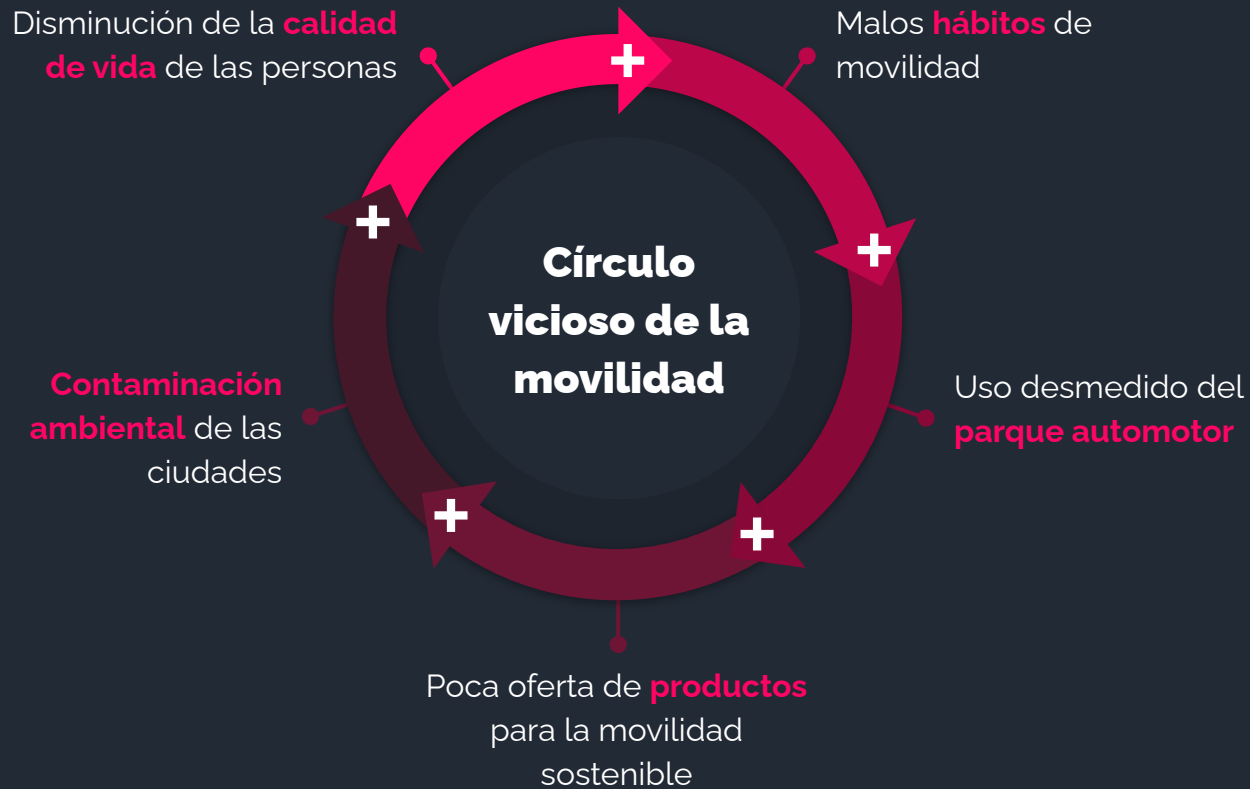 Disminución de la calidad
de vida de las personas
Malos hábitos de
movilidad
Círculo
vicioso de la
movilidad
Contaminación
ambiental de las
ciudades
Uso desmedido del
parque automotor
Poca oferta de productos
para la movilidad
sostenible